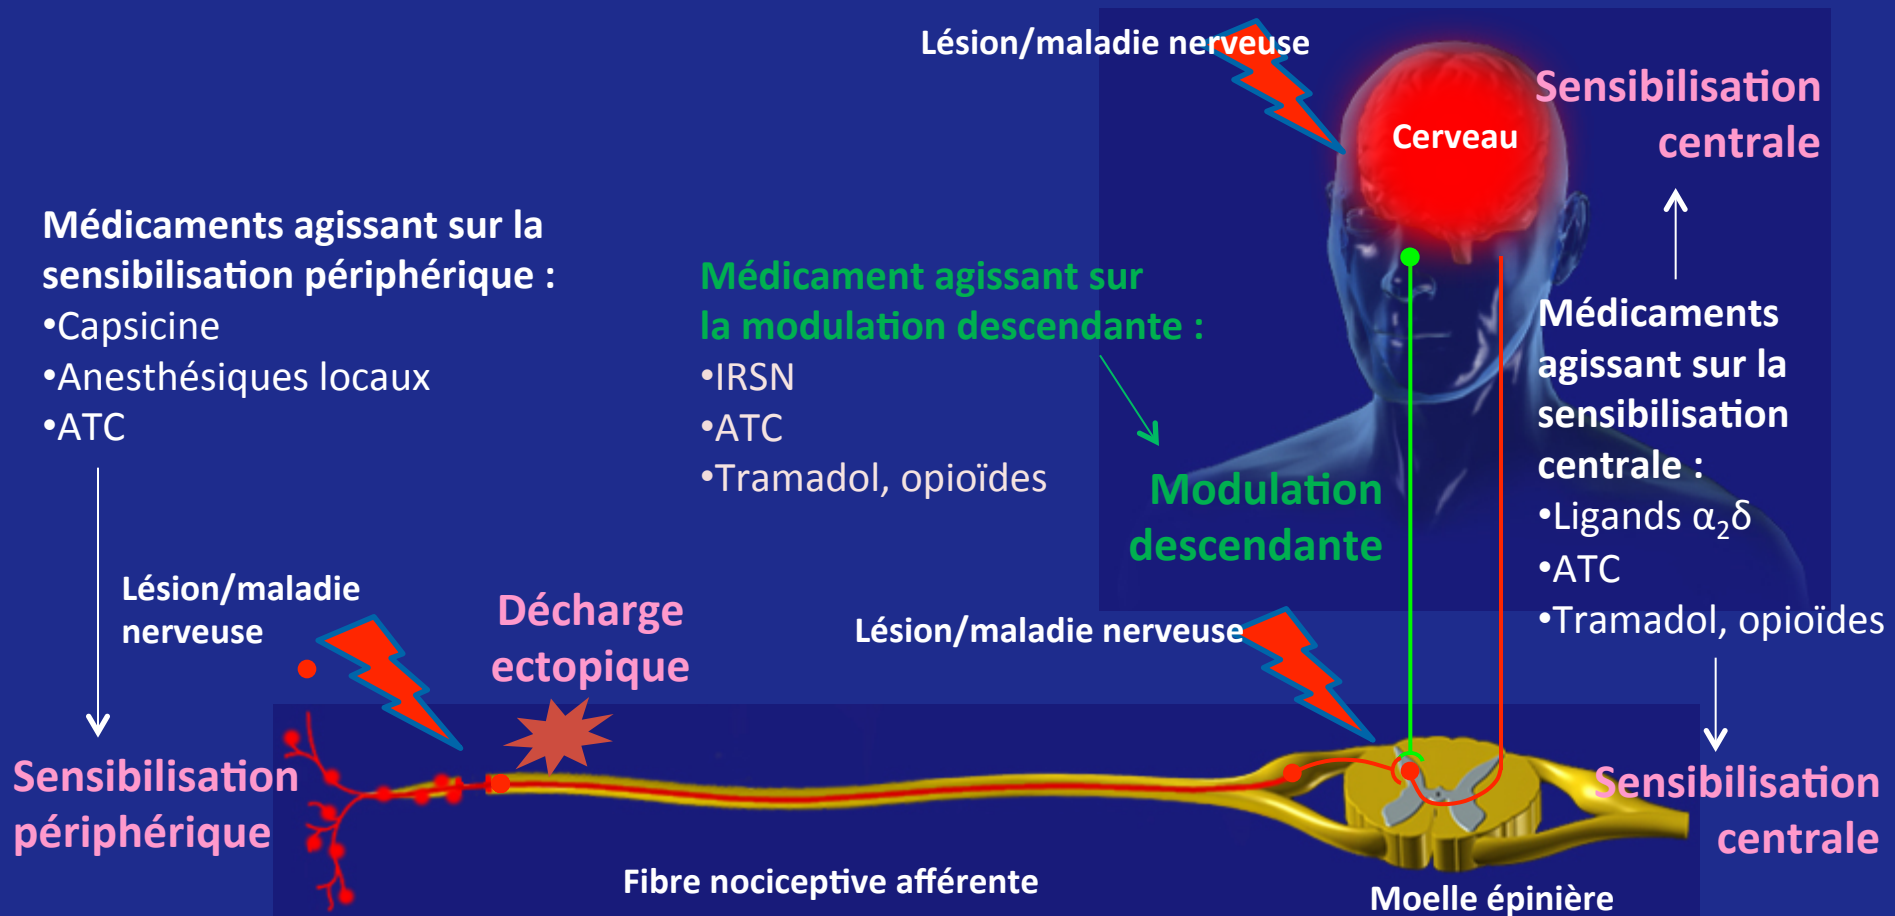 Lésion/maladie nerveuse
Sensibilisation
centrale
Cerveau
Médicaments agissant sur la
sensibilisation périphérique :
•Capsicine
•Anesthésiques locaux
•ATC
Médicament agissant sur
la modulation descendante :
•IRSN
•ATC
•Tramadol, opioïdes
Médicaments
agissant sur la
sensibilisation
centrale :
•Ligands α₂δ
•ATC
•Tramadol, opioïdes
Modulation
descendante
Lésion/maladie
nerveuse
Décharge
ectopique
Lésion/maladie nerveuse
Sensibilisation
périphérique
Sensibilisation
centrale
Fibre nociceptive afférente
Moelle épinière